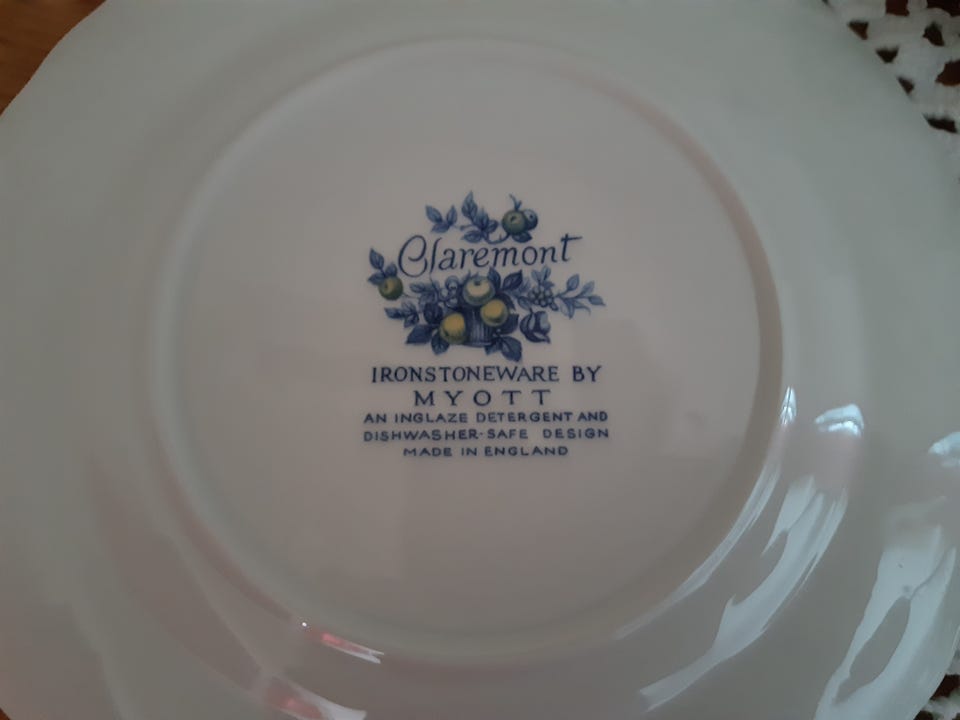 Claremont
IRONSTONEWARE BY
MYOTT
AN INGLAZE DETERGENT AND
DISHWASHER-SAFE DESIGN
MADE IN ENGLAND